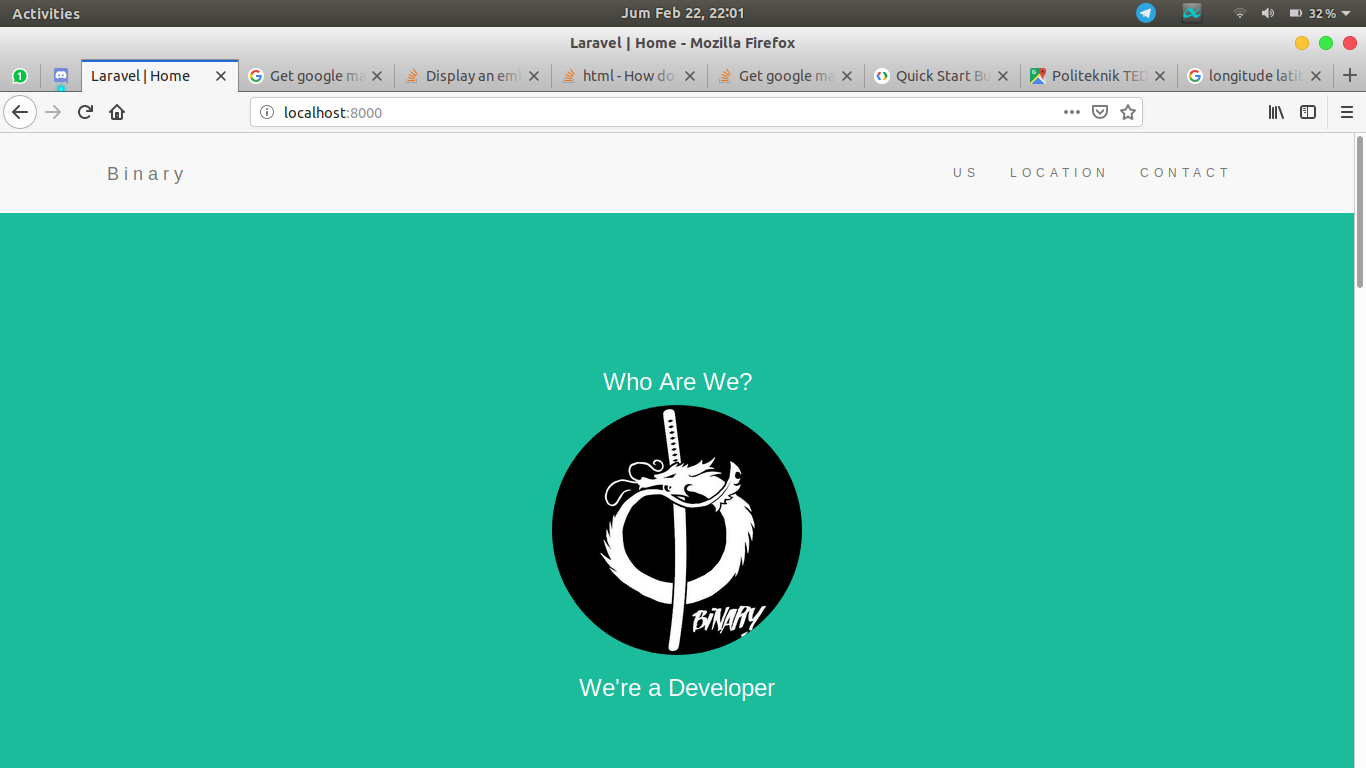 Activities
Jum Feb 22, 22:01
32 %
Laravel | Home - Mozilla Firefox
1
Laravel | Home
Get google ma
Display an em
html - How do
Get google ma
Quick Start Bu
Politeknik TED
longitude latit
localhost:8000
Binary
US LOCATION CONTACT
Who Are We?
BiNARY
We're a Developer